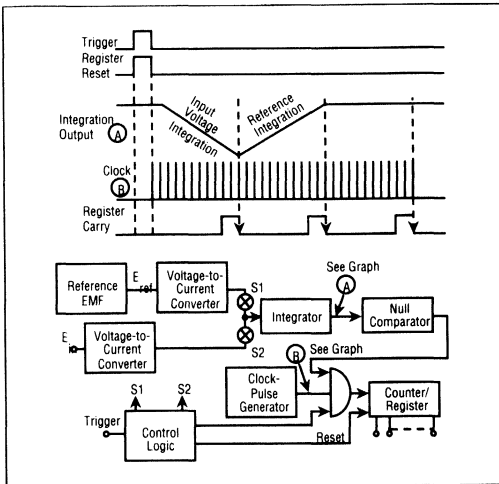 Trigger
Register
Reset
Input
Voltage
Integration
Reference
Integration
Integration
Output
A
Clock
B
Register
Carry
See Graph
Reference
EMF
E ref
Voltage-to-
Current
Converter
S1
A
Integrator
Null
Comparator
E
Voltage-to-
Current
Converter
S2
B
See Graph
S1
S2
Clock-
Pulse
Generator
Counter/
Register
Trigger
Control
Logic
Reset